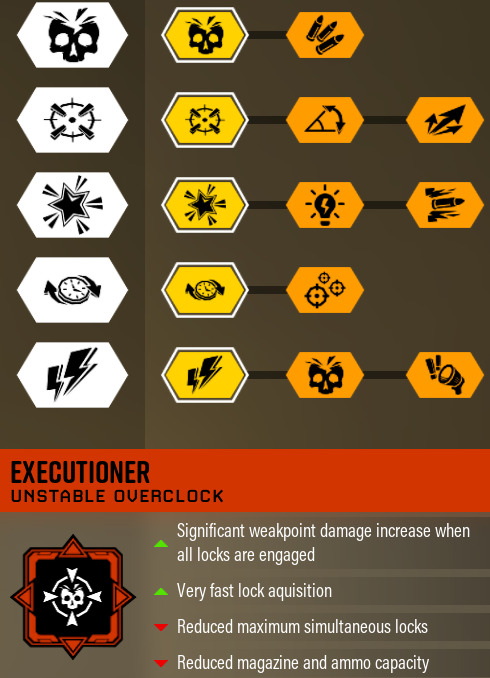 EXECUTIONER
UNSTABLE OVERCLOCK
Significant weakpoint damage increase when
all locks are engaged
Very fast lock aquisition
Reduced maximum simultaneous locks
Reduced magazine and ammo capacity